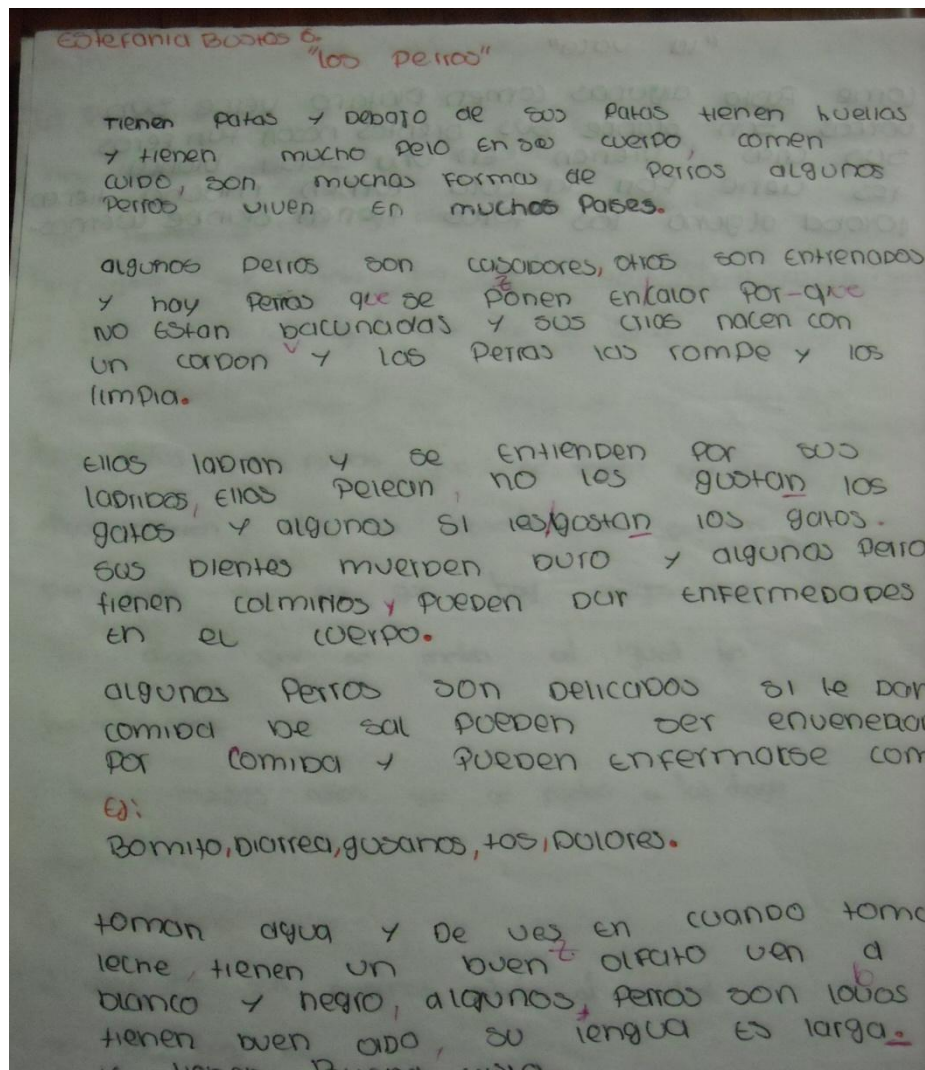 Estefania Bustos G.
"los perros"
Tienen patas y Debajo de sus Patas tienen huellas
y tienen mucho pelo En su cuerpo, comen
cuido, son muchas Formas de Perros algunos
Perros viven En muchos Paises.
algunos Perros son casadores, otros son Entrenados
y hay Perras que se ponen En calor Por-que
NO Estan bacunadas y sus crias nacen con
un cordon y las Perras las rompe y los
limpia.
Ellos ladran y se Entienden Por sus
ladridos, Ellos Pelean, no les gustan los
gatos y algunos si les gustan los gatos.
sus Dientes muerden Duro y algunos Perro
tienen colmillos y Pueden Dar Enfermedades
En el cuerpo.
algunos Perros son Delicados si le Dan
comida De sal Pueden ser envenenad
Por comida y Pueden Enfermarse com
Ej:
Bomito, Diarrea, gusanos, tos, Dolores.
toman agua y De ves En cuando toma
leche, tienen un buen olfato ven a
blanco y negro, algunos, Perros son lovos
tienen buen oido, su lengua Es larga.